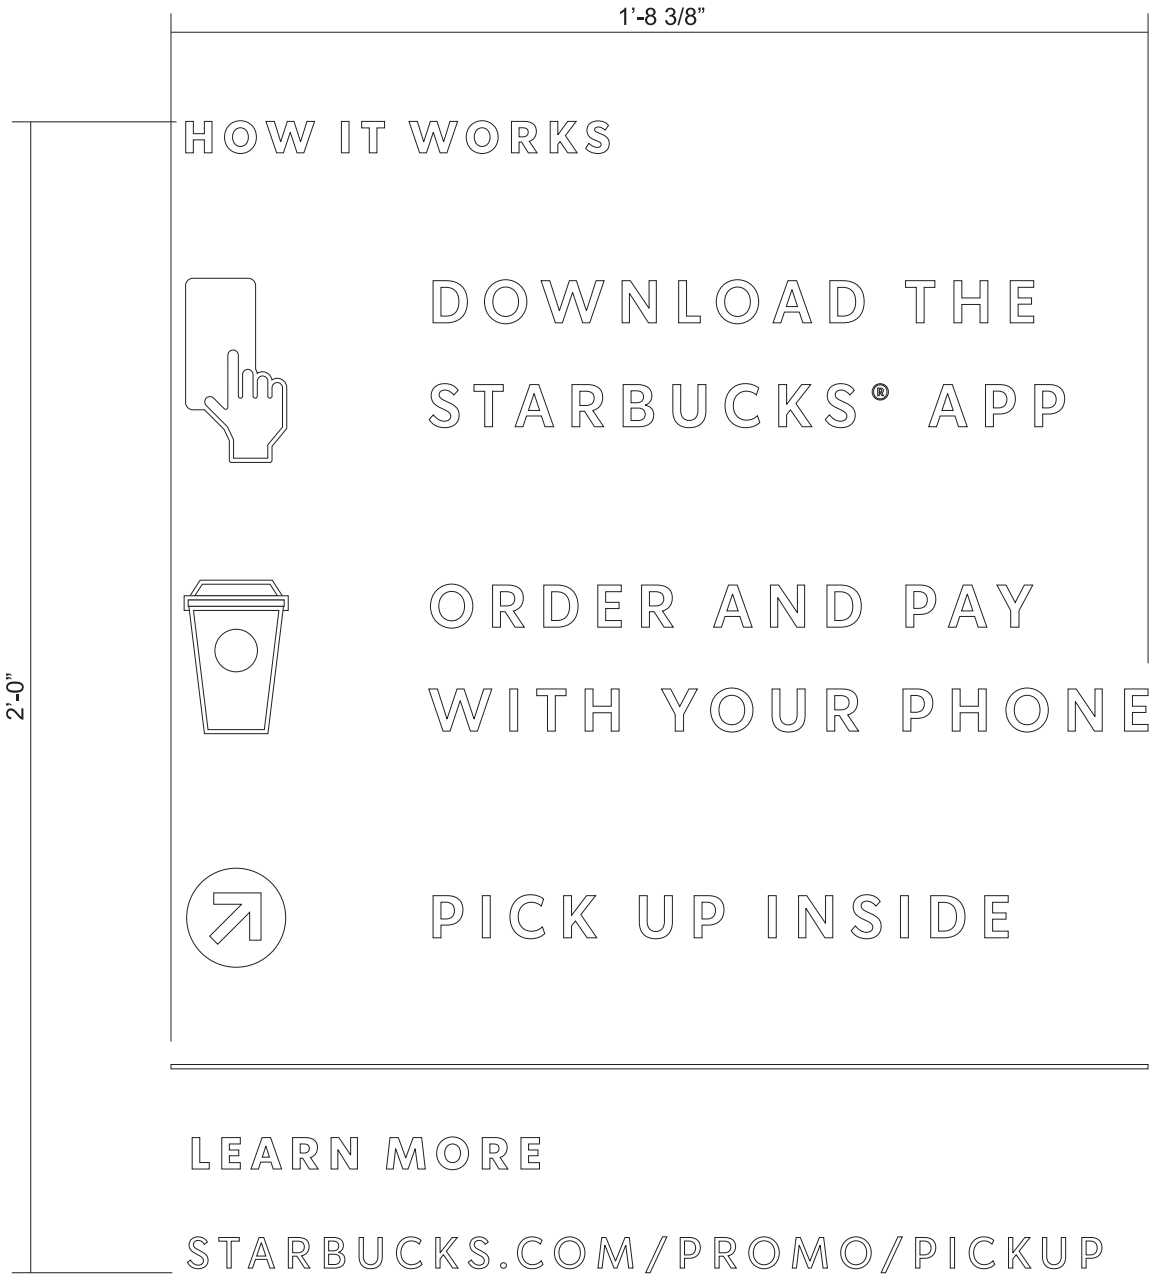 1’-8 3/8”
HOW IT WORKS
DOWNLOAD THE
STARBUCKS® APP
ORDER AND PAY
WITH YOUR PHONE
2’-0”
PICK UP INSIDE
LEARN MORE
STARBUCKS.COM/PROMO/PICKUP